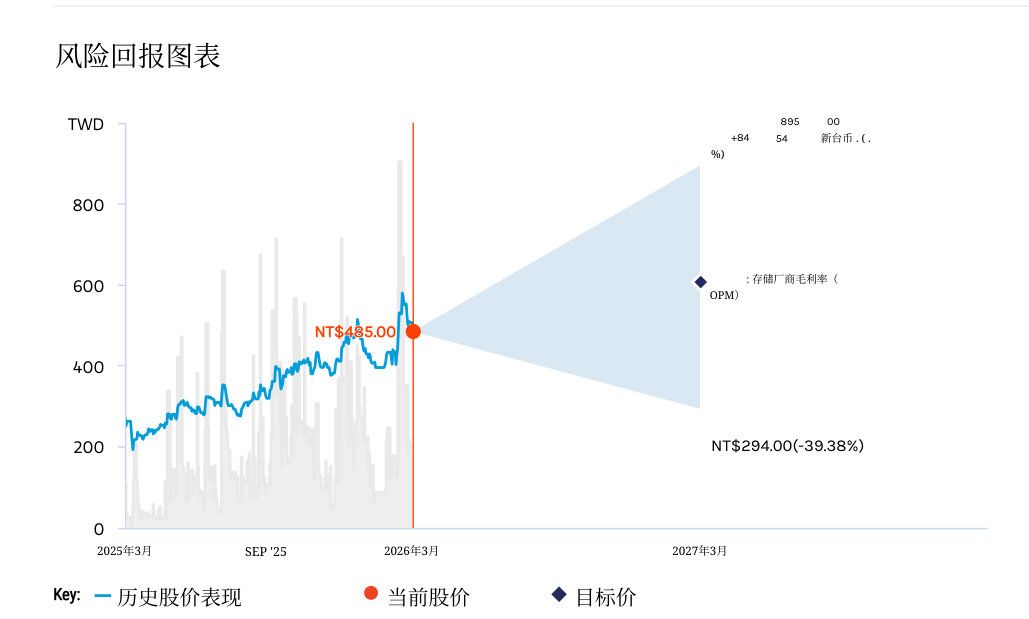 风险回报图表
TWD
895 00
+84 54 新台币 . ( .
%)
800
600
: 存储厂商毛利率（
OPM）
NT$485.00
400
200
NT$294.00(-39.38%)
0
2025年3月 SEP '25 2026年3月 2027年3月
Key: 历史股价表现 当前股价 目标价